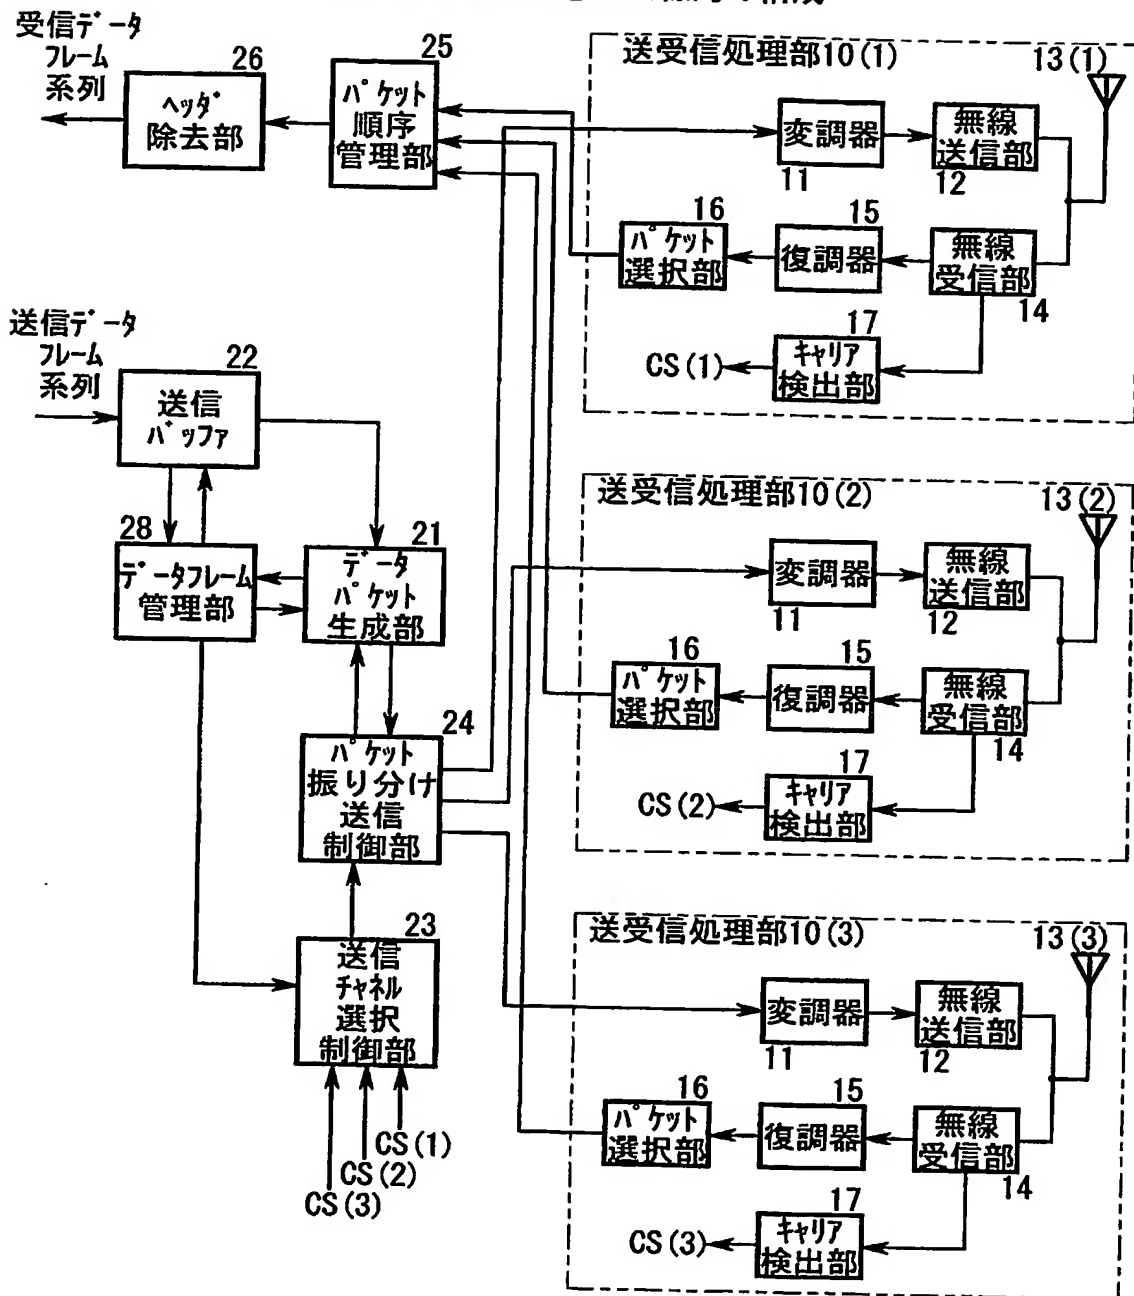 受信データ
フレーム
系列
26
ヘッダ
除去部
25
パケット
順序
管理部
送信データ
フレーム
系列
22
送信
バッファ
28
データフレーム
管理部
21
データ
パケット
生成部
24
パケット
振り分け
送信
制御部
23
送信
チャネル
選択
制御部
CS(1)
CS(2)
CS(3)
送受信処理部10(1)
13(1)
変調器
11
無線
送信部
12
16
パケット
選択部
15
復調器
無線
受信部
14
17
キャリア
検出部
CS(1)
送受信処理部10(2)
13(2)
変調器
11
無線
送信部
12
16
パケット
選択部
15
復調器
無線
受信部
14
17
キャリア
検出部
CS(2)
送受信処理部10(3)
13(3)
変調器
11
無線
送信部
12
16
パケット
選択部
15
復調器
無線
受信部
14
17
キャリア
検出部
CS(3)